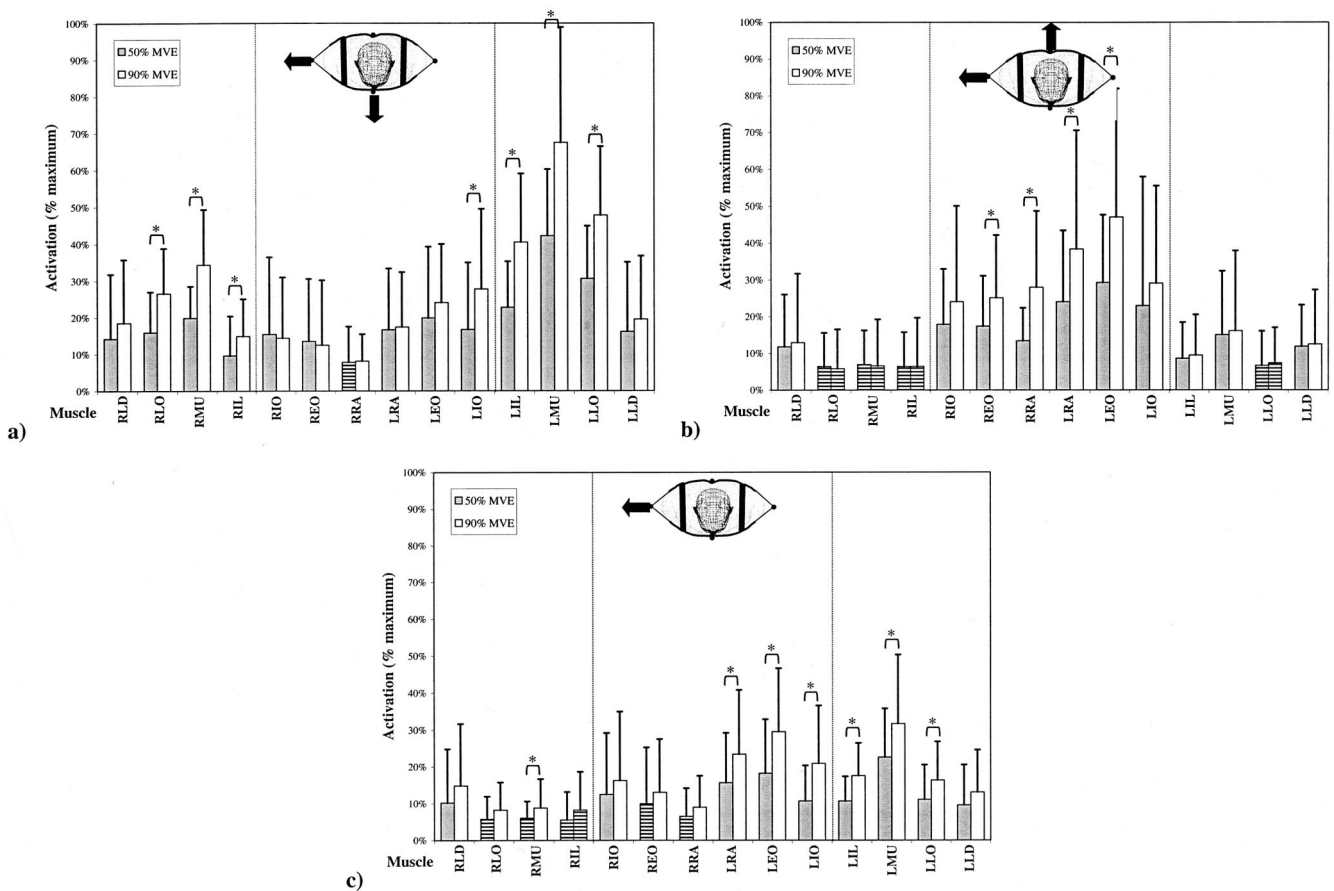 100%
90%
80%
70%
60%
50%
40%
30%
20%
10%
0%
Activation (% maximum)
50% MVE
90% MVE
*
*
*
*
*
*
*
*
Muscle
RLD RLO RMU RIL RIO REO RRA LRA LEO LIO LIL LMU LLO LLD
a)
100%
90%
80%
70%
60%
50%
40%
30%
20%
10%
0%
Activation (% maximum)
50% MVE
90% MVE
*
*
*
*
Muscle
RLD RLO RMU RIL RIO REO RRA LRA LEO LIO LIL LMU LLO LLD
b)
100%
90%
80%
70%
60%
50%
40%
30%
20%
10%
0%
Activation (% maximum)
50% MVE
90% MVE
*
*
*
*
*
*
*
Muscle
RLD RLO RMU RIL RIO REO RRA LRA LEO LIO LIL LMU LLO LLD
c)